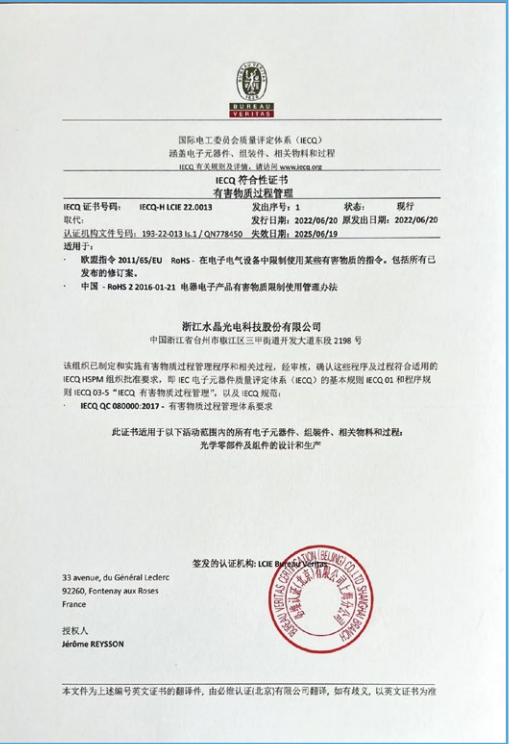 BUREAU
VERITAS
国际电工委员会质量评定体系（IECQ）
涵盖电子元器件、组装件、相关物料和过程
IECQ 有关规则及详情，请访问 www.iecq.org
IECQ 符合性证书
有害物质过程管理
IECQ 证书号码： IECQ-H LCIE 22.0013 发出序号：1 状态： 现行
取代： 发行日期：2022/06/20 原发出日期：2022/06/20
认证机构文件号码：193-22-013 Is.1 / QN778450 失效日期：2025/06/19
适用于：
· 欧盟指令 2011/65/EU RoHS - 在电子电气设备中限制使用某些有害物质的指令。包括所有已
发布的修订案。
· 中国 - RoHS 2 2016-01-21 电器电子产品有害物质限制使用管理办法
浙江水晶光电科技股份有限公司
中国浙江省台州市椒江区三甲街道开发大道东段 2198 号
该组织已制定和实施有害物质过程管理程序和相关过程，经审核，确认这些程序及过程符合适用的
IECQ HSPM 组织批准要求，即 IEC 电子元器件质量评定体系（IECQ）的基本规则 IECQ 01 和程序规
则 IECQ 03-5 “IECQ 有害物质过程管理”，以及 IECQ 规范：
· IECQ QC 080000:2017 - 有害物质过程管理体系要求
此证书适用于以下活动范围内的所有电子元器件、组装件、相关物料和过程：
光学零部件及组件的设计和生产
签发的认证机构: LCIE Bureau Veritas
33 avenue, du Général Leclerc
92260, Fontenay aux Roses
France
授权人
Jérôme REYSSON
BUREAU VERITAS CERTIFICATION (BEIJING) CO., LTD SHANGHAI BRANCH
必维认证(北京)有限公司上海分公司
本文件为上述编号英文证书的翻译件，由必维认证(北京)有限公司翻译，如有歧义，以英文证书为准